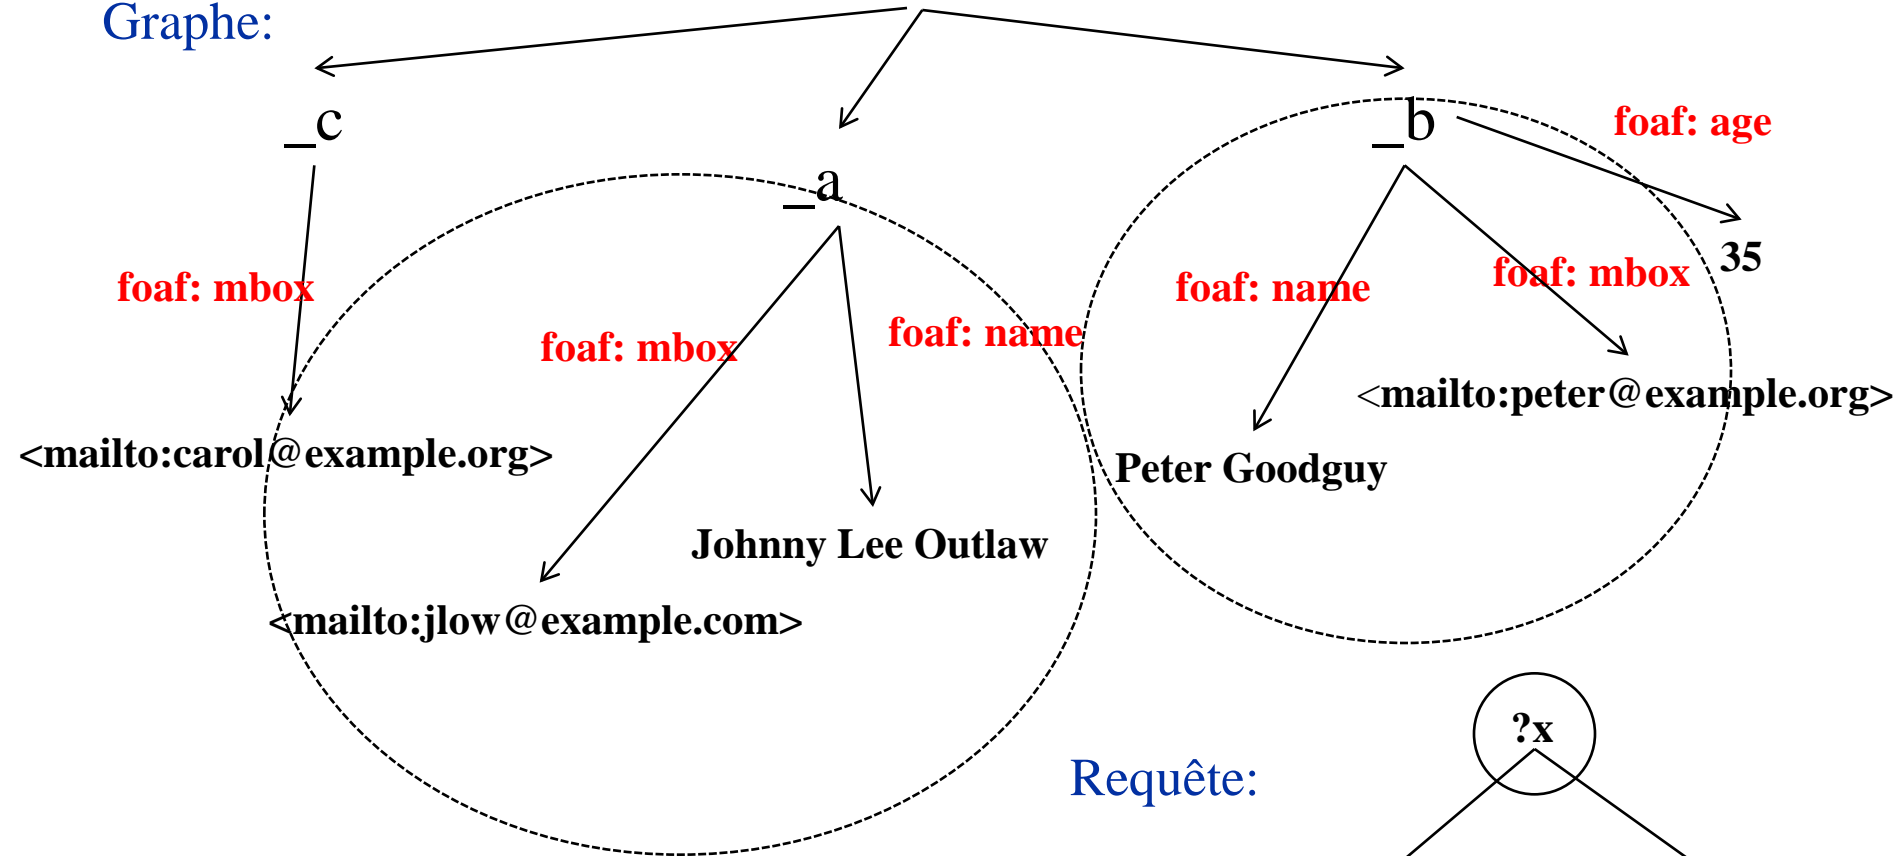 Graphe:
_c
_a
_b
foaf: age
35
foaf: mbox
foaf: mbox
foaf: name
foaf: name
foaf: mbox
<mailto:peter@example.org>
<mailto:carol@example.org>
Peter Goodguy
Johnny Lee Outlaw
<mailto:jlow@example.com>
?x
Requête: